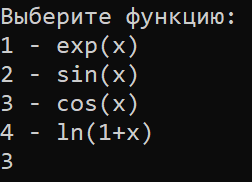 Выберите функцию:
1 - exp(x)
2 - sin(x)
3 - cos(x)
4 - ln(1+x)
3